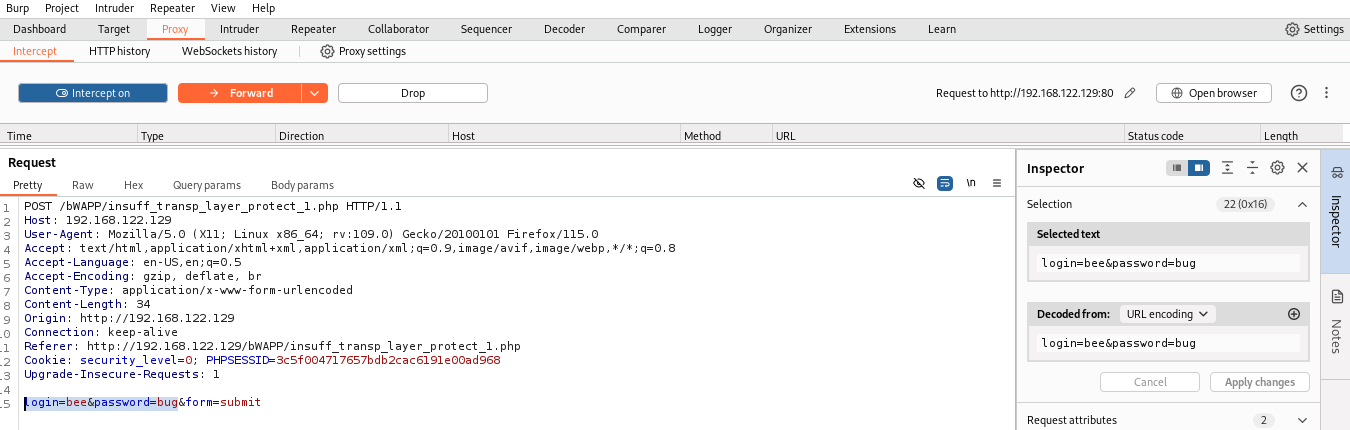 Burp Project Intruder Repeater View Help
Dashboard Target Proxy Intruder Repeater Collaborator Sequencer Decoder Comparer Logger Organizer Extensions Learn Settings
Intercept HTTP history WebSockets history Proxy settings
Intercept on Forward Drop Request to http://192.168.122.129:80 Open browser
Time Type Direction Host Method URL Status code Length
Request
Pretty Raw Hex Query params Body params \n
1 POST /bWAPP/insuff_transp_layer_protect_1.php HTTP/1.1
2 Host: 192.168.122.129
3 User-Agent: Mozilla/5.0 (X11; Linux x86_64; rv:109.0) Gecko/20100101 Firefox/115.0
4 Accept: text/html,application/xhtml+xml,application/xml;q=0.9,image/avif,image/webp,*/*;q=0.8
5 Accept-Language: en-US,en;q=0.5
6 Accept-Encoding: gzip, deflate, br
7 Content-Type: application/x-www-form-urlencoded
8 Content-Length: 34
9 Origin: http://192.168.122.129
10 Connection: keep-alive
11 Referer: http://192.168.122.129/bWAPP/insuff_transp_layer_protect_1.php
12 Cookie: security_level=0; PHPSESSID=3c5f004717657bdb2cac6191e00ad968
13 Upgrade-Insecure-Requests: 1
14
15 login=bee&password=bug&form=submit
Inspector
Selection 22 (0x16)
Selected text
login=bee&password=bug
Decoded from: URL encoding
login=bee&password=bug
Cancel Apply changes
Request attributes 2
Inspector
Notes